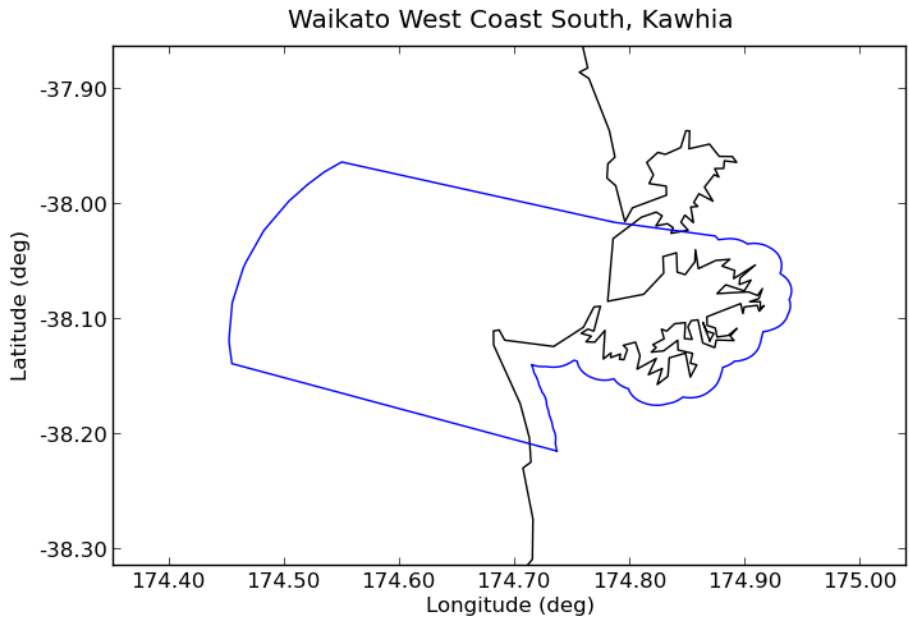 Waikato West Coast South, Kawhia
Latitude (deg)
-37.90
-38.00
-38.10
-38.20
-38.30
174.40 174.50 174.60 174.70 174.80 174.90 175.00
Longitude (deg)